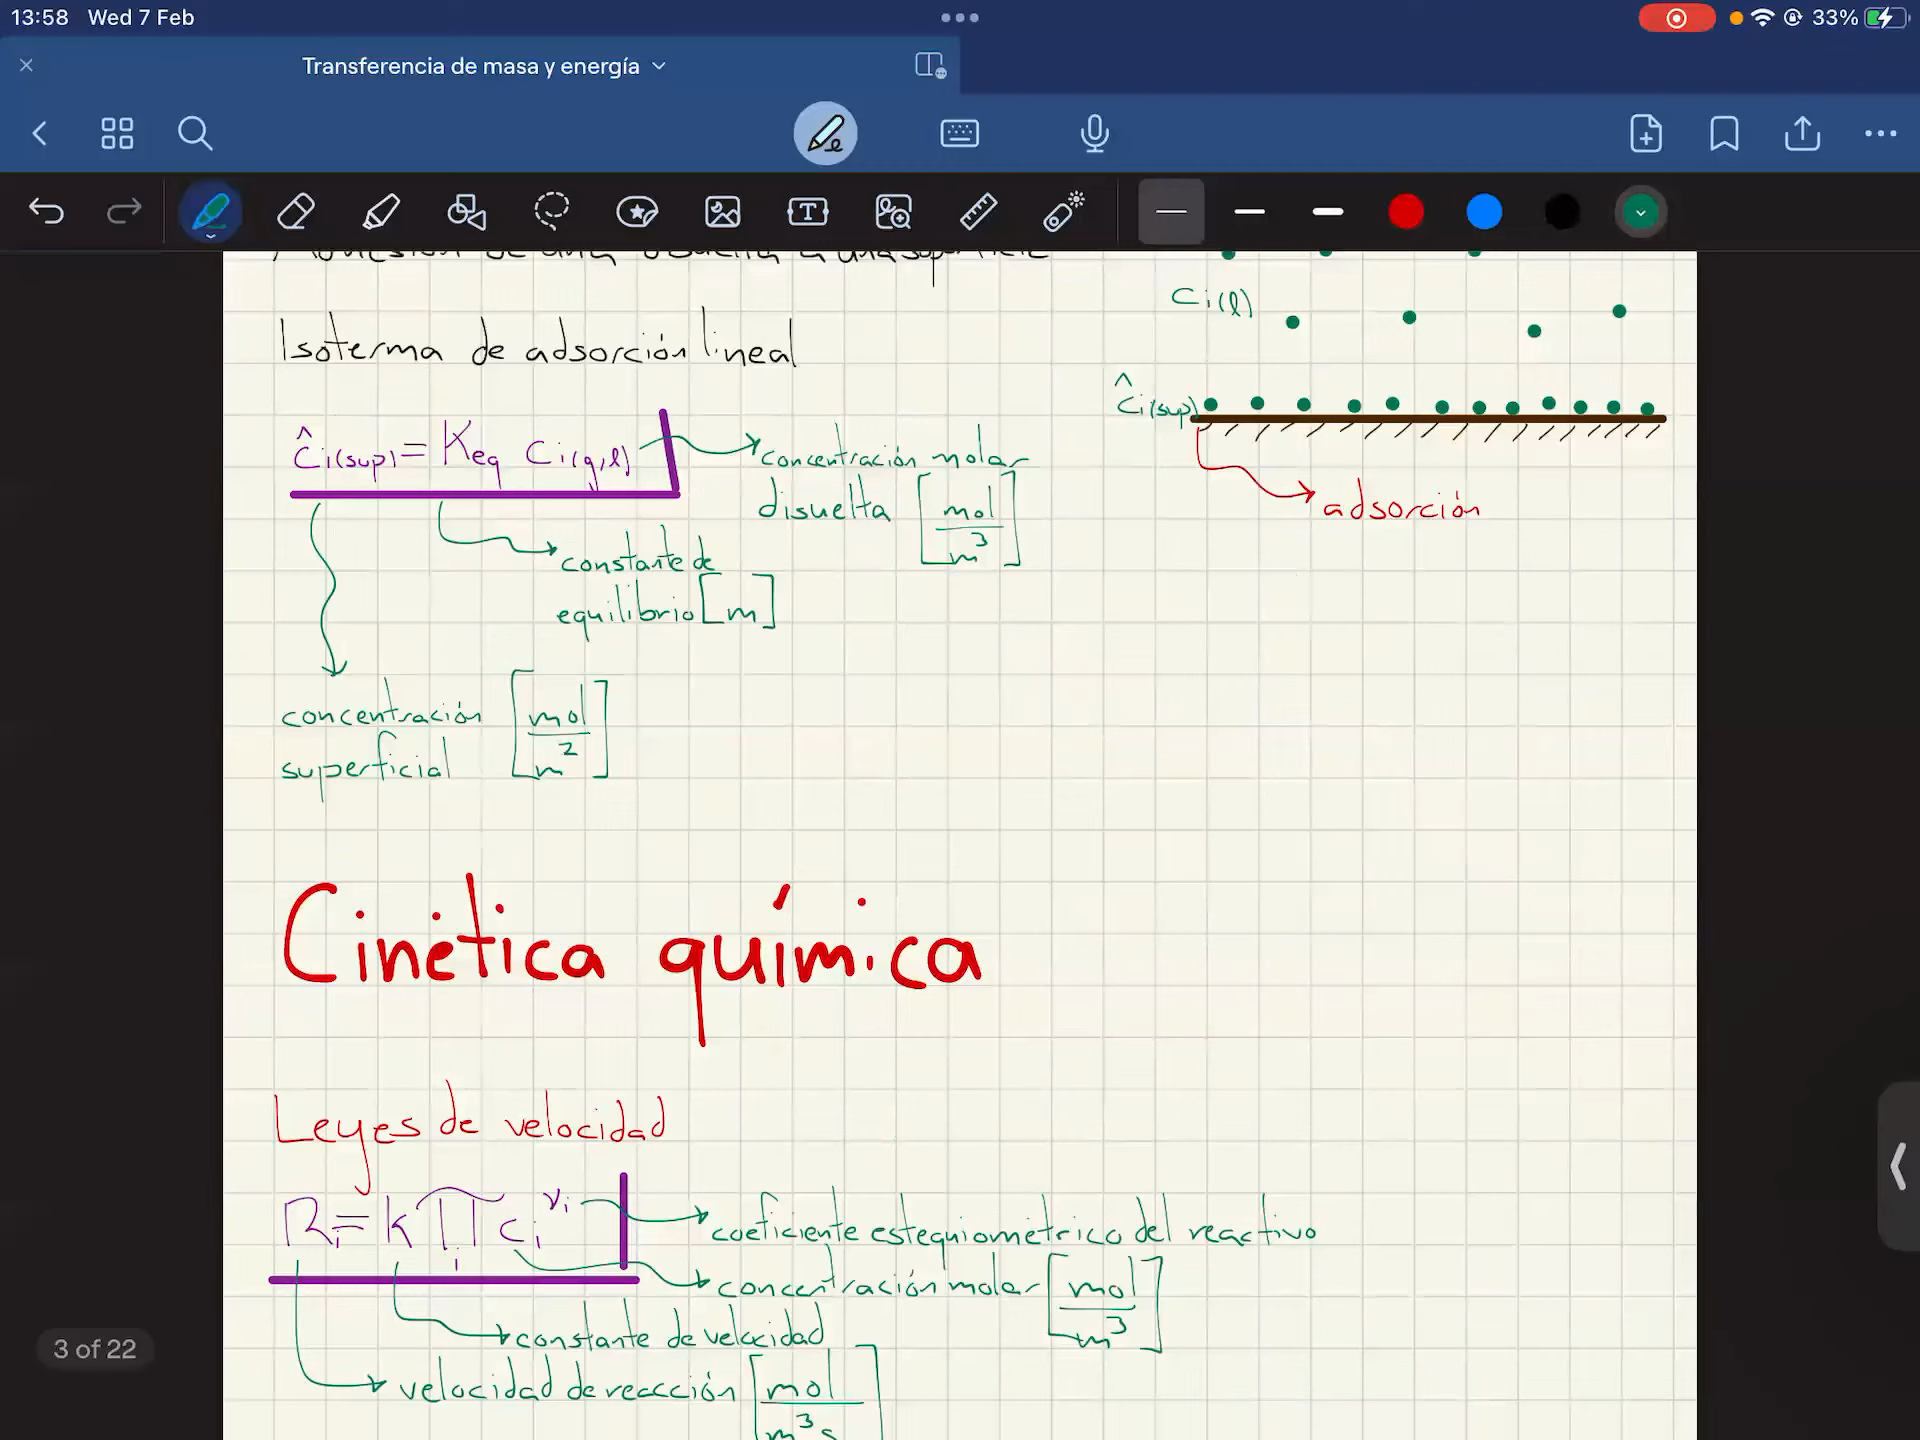 13:58 Wed 7 Feb
33%
Transferencia de masa y energía
a una superficie
Isoterma de adsorción lineal
Ci(l)
Ĉi(sup)
adsorción
Ĉi(sup) = Keq Ci(g,l)
concentración molar
disuelta [mol/m³]
constante de
equilibrio [m]
concentración
superficial [mol/m²]
Cinética química
Leyes de velocidad
Ri = k ∏i ci^νi
coeficiente estequiométrico del reactivo
concentración molar [mol/m³]
constante de velocidad
velocidad de reacción [mol/m³s]
3 of 22